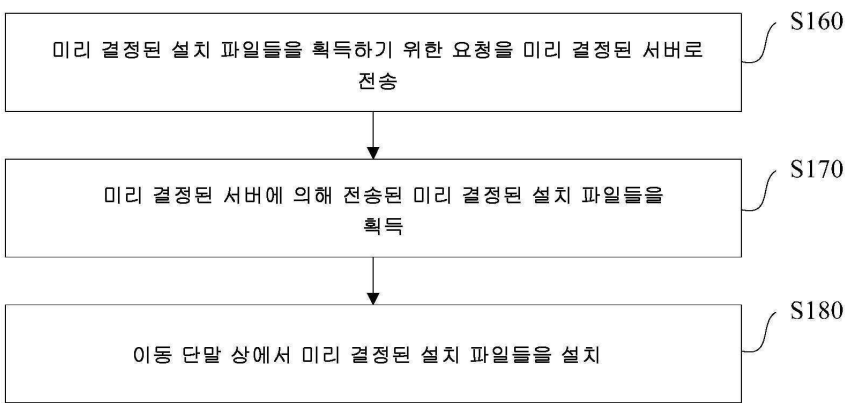 S160
미리 결정된 설치 파일들을 획득하기 위한 요청을 미리 결정된 서버로
전송
S170
미리 결정된 서버에 의해 전송된 미리 결정된 설치 파일들을
획득
S180
이동 단말 상에서 미리 결정된 설치 파일들을 설치